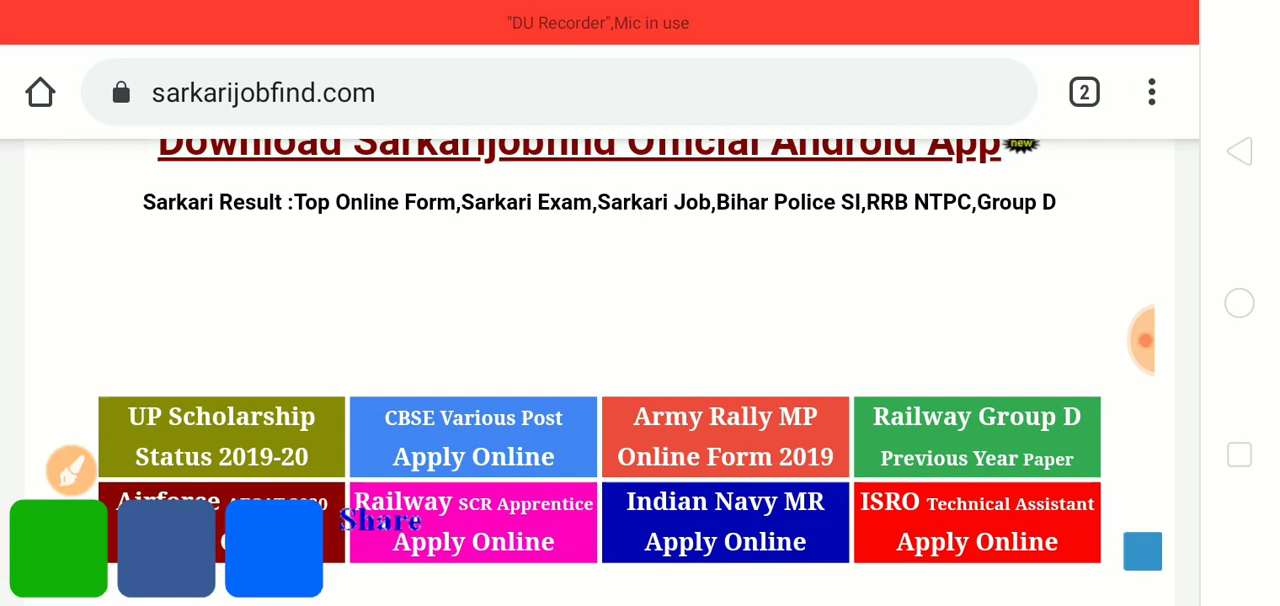 "DU Recorder",Mic in use
sarkarijobfind.com
2
Download Sarkarijobfind Official Android App
new
Sarkari Result :Top Online Form,Sarkari Exam,Sarkari Job,Bihar Police SI,RRB NTPC,Group D
UP Scholarship
Status 2019-20
CBSE Various Post
Apply Online
Army Rally MP
Online Form 2019
Railway Group D
Previous Year Paper
Airforce AFCAT 2020
Railway SCR Apprentice
Apply Online
Indian Navy MR
Apply Online
ISRO Technical Assistant
Apply Online
Share